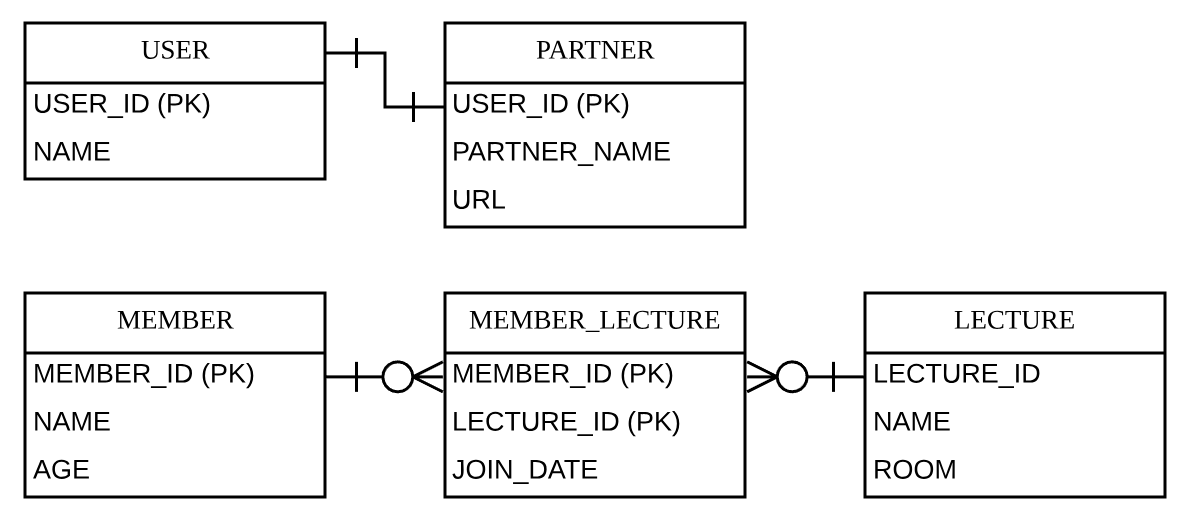 USER
USER_ID (PK)
NAME
PARTNER
USER_ID (PK)
PARTNER_NAME
URL
MEMBER
MEMBER_ID (PK)
NAME
AGE
MEMBER_LECTURE
MEMBER_ID (PK)
LECTURE_ID (PK)
JOIN_DATE
LECTURE
LECTURE_ID
NAME
ROOM